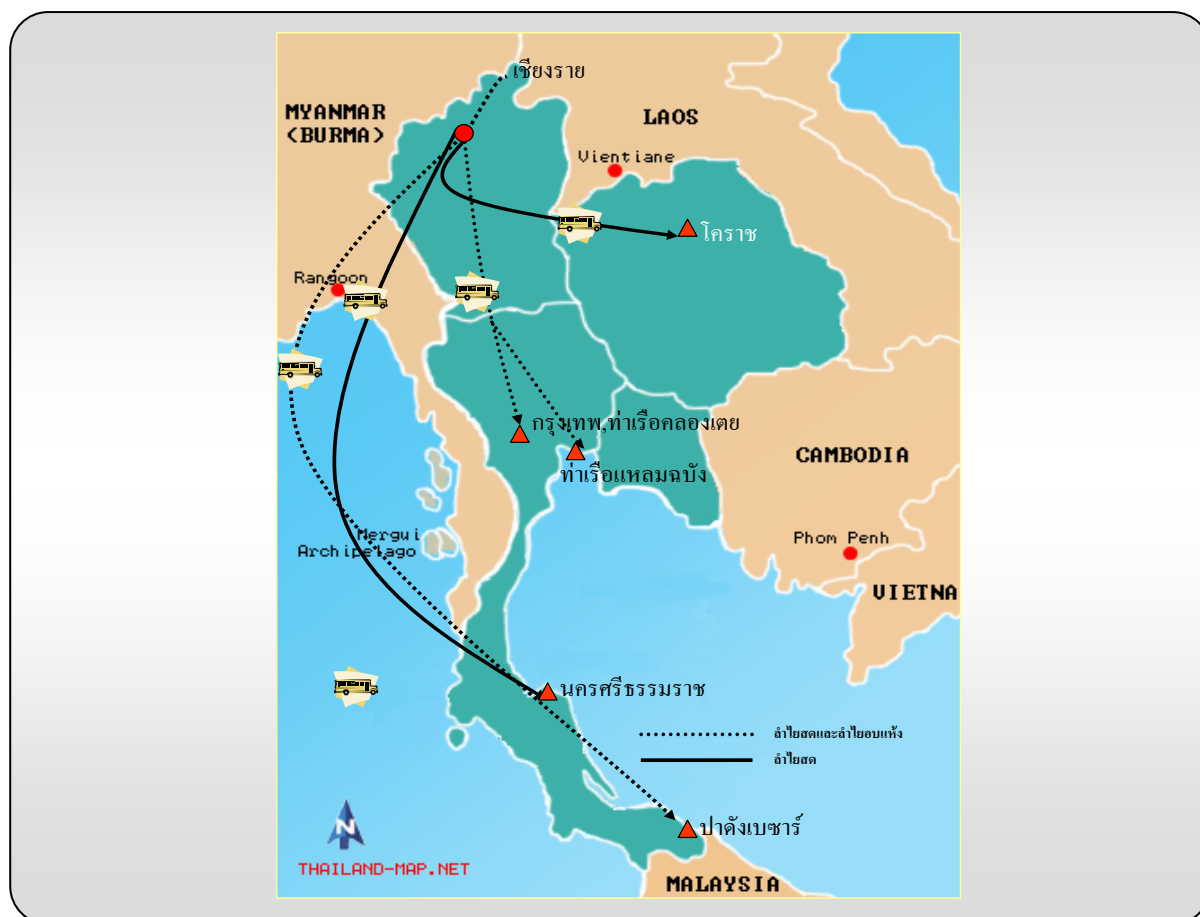 เชียงราย
MYANMAR
<BURMA>
LAOS
Vientiane
โคราช
Rangoon
กรุงเทพ,ท่าเรือคลองเตย
ท่าเรือแหลมฉบัง
CAMBODIA
Mergui
Archipelago
Phom Penh
VIETNA
นครศรีธรรมราช
ลำไยสดและลำไยอบแห้ง
ลำไยสด
ปาดังเบซาร์
N
THAILAND-MAP.NET
MALAYSIA